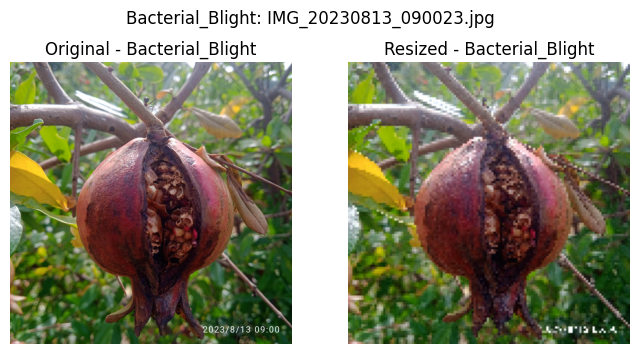 Bacterial_Blight: IMG_20230813_090023.jpg
Original - Bacterial_Blight
Resized - Bacterial_Blight
2023/8/13 09:00